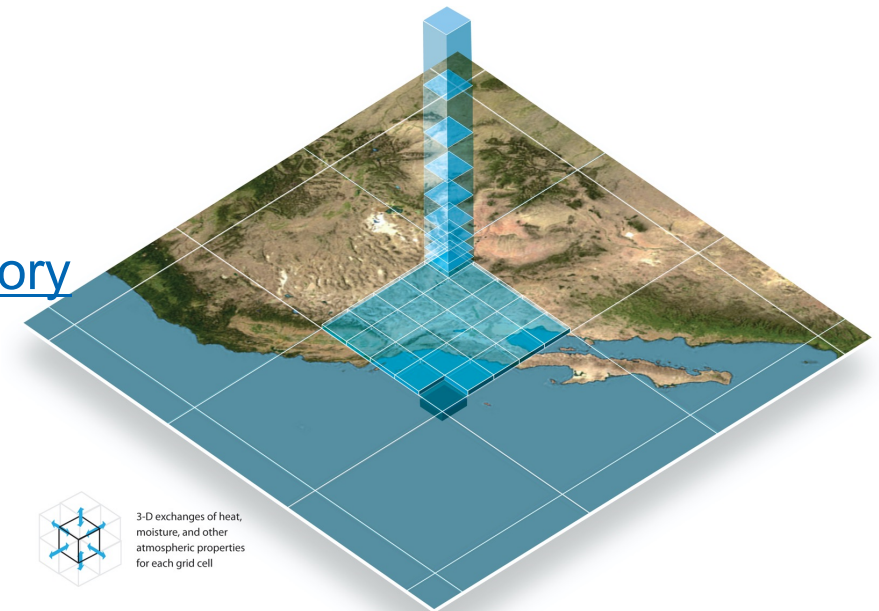 ory
3-D exchanges of heat,
moisture, and other
atmospheric properties
for each grid cell